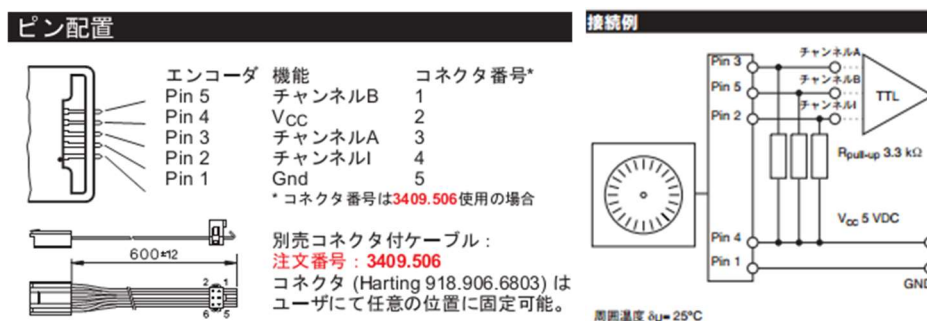 ピン配置
エンコーダ 機能 コネクタ番号*
Pin 5 チャンネルB 1
Pin 4 VCC 2
Pin 3 チャンネルA 3
Pin 2 チャンネルI 4
Pin 1 Gnd 5
* コネクタ番号は3409.506使用の場合
別売コネクタ付ケーブル:
注文番号:3409.506
コネクタ (Harting 918.906.6803) は
ユーザにて任意の位置に固定可能。
600±12
2 1
6 5
接続例
Pin 3 チャンネルA
Pin 5 チャンネルB
Pin 2 チャンネルI
TTL
Rpull-up 3.3 kΩ
VCC 5 VDC
Pin 4
Pin 1
GND
周囲温度 δu= 25°C